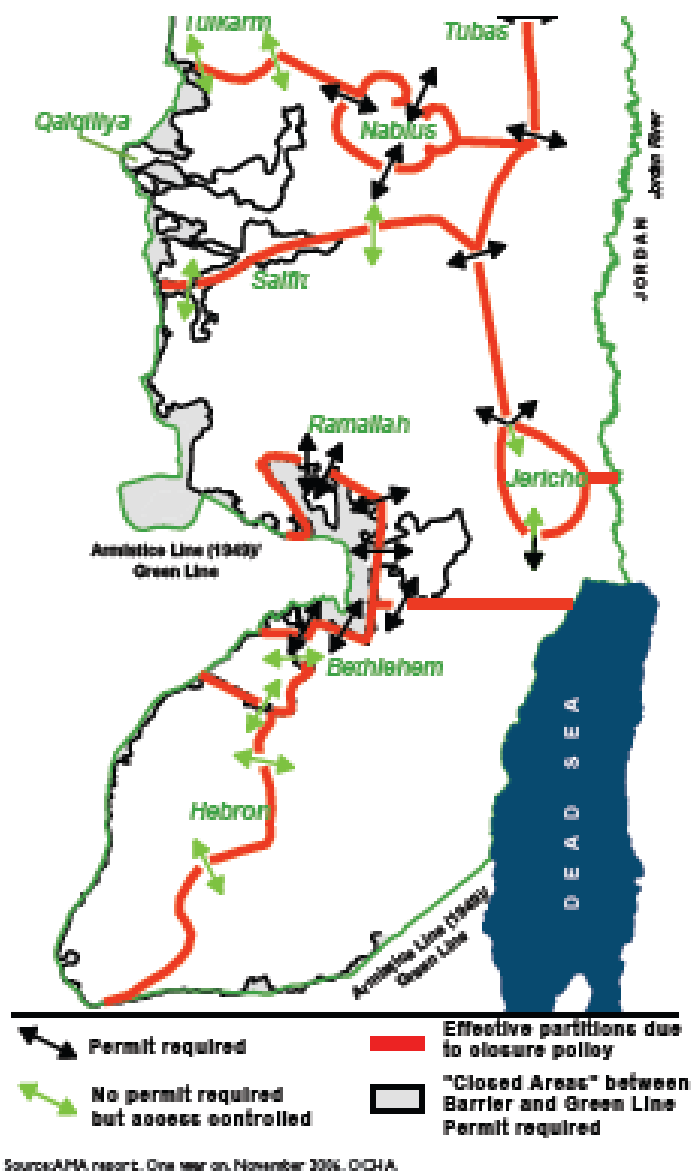 Tulkarm
Tubas
Qalqiliya
Nablus
Jordan River
JORDAN
Salfit
Ramallah
Jericho
Armistice Line (1949)/
Green Line
Bethlehem
DEAD SEA
Hebron
Armistice Line (1949)/
Green Line
Permit required
Effective partitions due
to closure policy
No permit required
but access controlled
"Closed Areas" between
Barrier and Green Line
Permit required
Source:AMA report, One year on, November 2006, OCHA